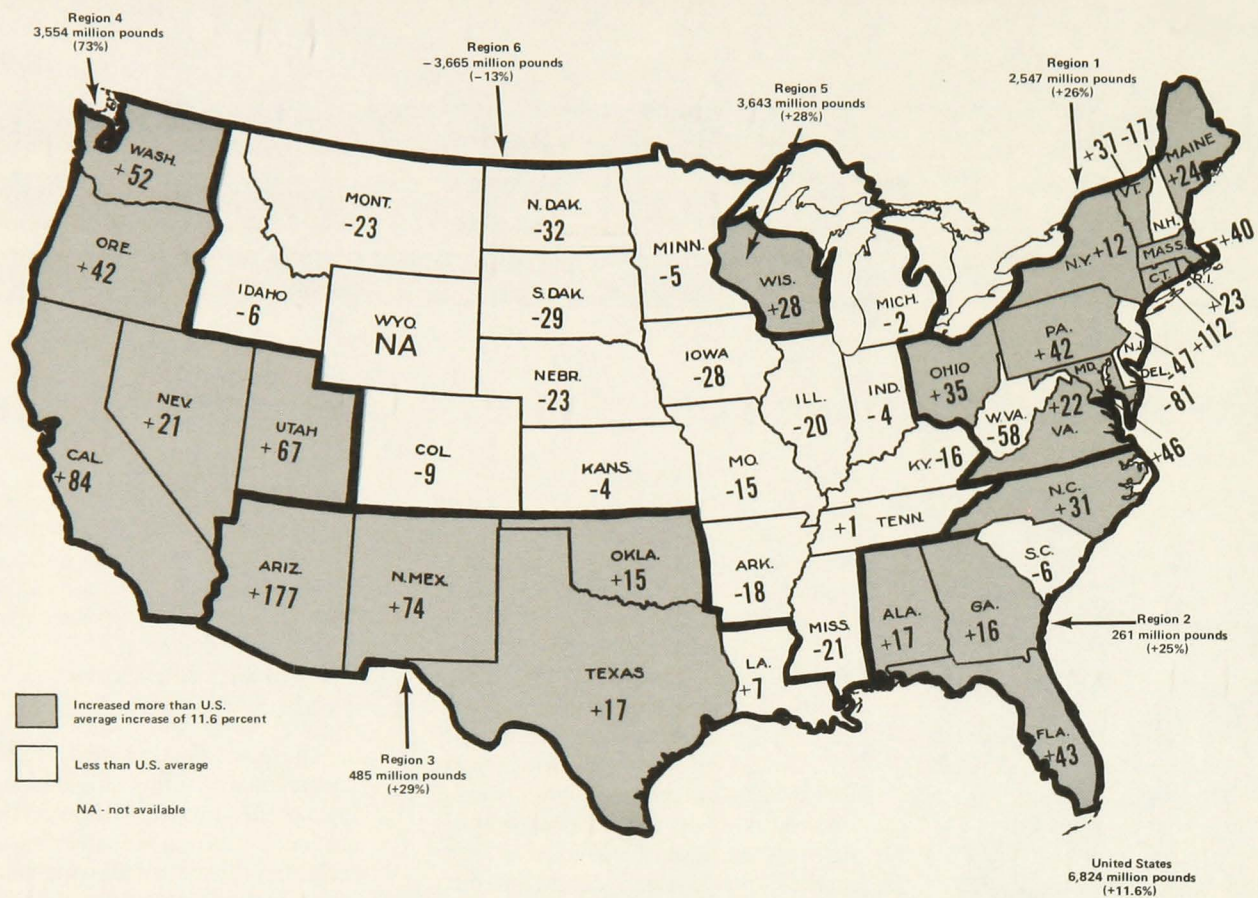 Region 4
3,554 million pounds
(73%)
Region 6
– 3,665 million pounds
(–13%)
Region 5
3,643 million pounds
(+28%)
Region 1
2,547 million pounds
(+26%)
+37
-17
WASH.
+52
MONT.
-23
N. DAK.
-32
MINN.
-5
MAINE
+24
VT.
N.H.
ORE.
+42
IDAHO
-6
WYO.
NA
S. DAK.
-29
WIS.
+28
MICH.
-2
N.Y. +12
MASS.
+40
C.T.
R.I.
+23
+112
NEV.
+21
UTAH
+67
NEBR.
-23
IOWA
-28
ILL.
-20
IND.
-4
OHIO
+35
PA.
+42
N.J.
-47
MD.
DEL.
-81
+46
CAL.
+84
COL.
-9
KANS.
-4
MO.
-15
KY. -16
W.VA.
-58
+22
VA.
ARIZ.
+177
N.MEX.
+74
OKLA.
+15
ARK.
-18
+1 TENN.
N.C.
+31
S.C.
-6
TEXAS
+17
LA.
+7
MISS.
-21
ALA.
+17
GA.
+16
Region 2
261 million pounds
(+25%)
FLA.
+43
Increased more than U.S.
average increase of 11.6 percent
Less than U.S. average
NA - not available
Region 3
485 million pounds
(+29%)
United States
6,824 million pounds
(+11.6%)